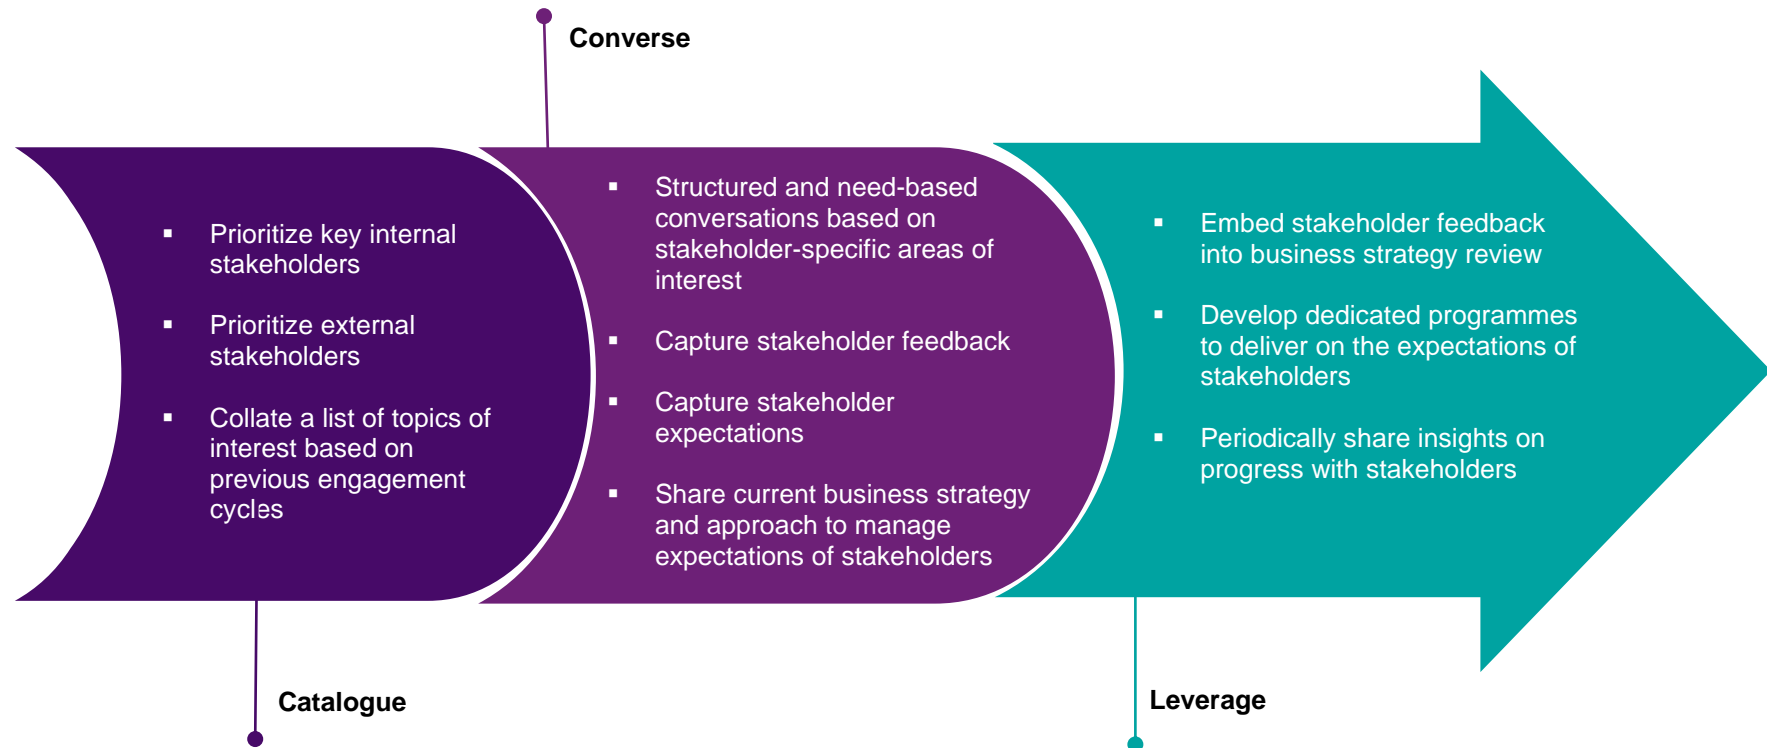 Converse
▪ Prioritize key internal
stakeholders
▪ Prioritize external
stakeholders
▪ Collate a list of topics of
interest based on
previous engagement
cycles
Catalogue
▪ Structured and need-based
conversations based on
stakeholder-specific areas of
interest
▪ Capture stakeholder feedback
▪ Capture stakeholder
expectations
▪ Share current business strategy
and approach to manage
expectations of stakeholders
▪ Embed stakeholder feedback
into business strategy review
▪ Develop dedicated programmes
to deliver on the expectations of
stakeholders
▪ Periodically share insights on
progress with stakeholders
Leverage